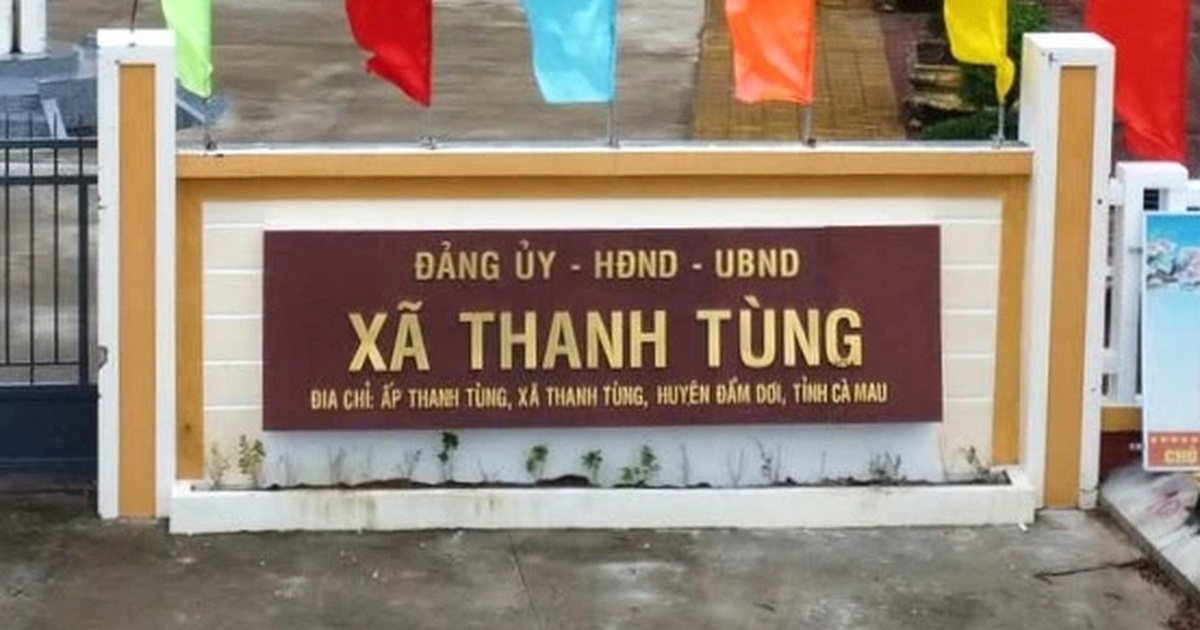 ĐẢNG ỦY - HĐND - UBND
XÃ THANH TÙNG
ĐỊA CHỈ: ẤP THANH TÙNG, XÃ THANH TÙNG, HUYỆN ĐẦM DƠI, TỈNH CÀ MAU
CHỦ